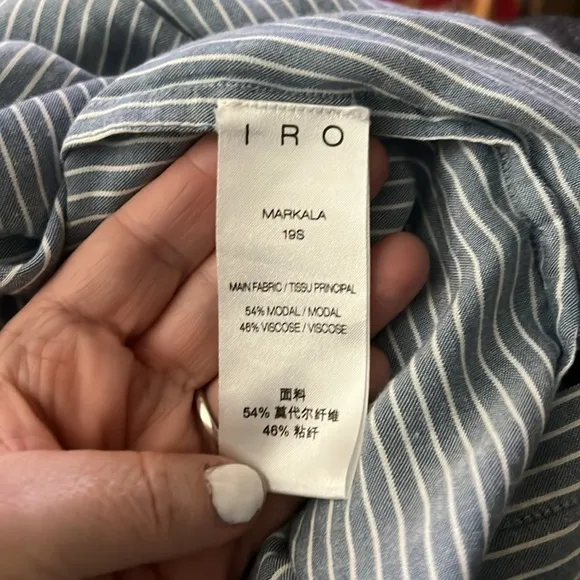 IRO
MARKALA
19S
MAIN FABRIC / TISSU PRINCIPAL
54% MODAL / MODAL
46% VISCOSE / VISCOSE
面料
54% 莫代尔纤维
46% 粘纤